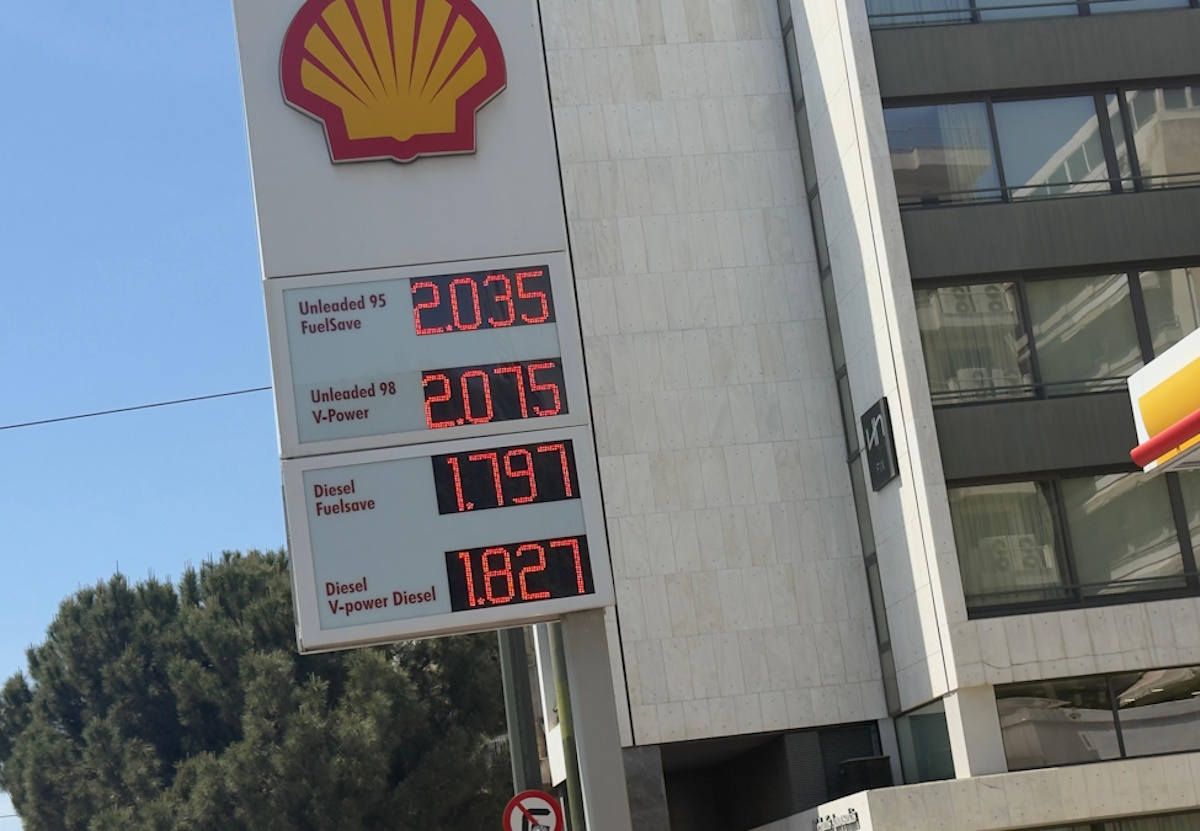 Unleaded 95 2.035
FuelSave
Unleaded 98 2.075
V-Power
Diesel 1.797
Fuelsave
Diesel 1.827
V-power Diesel